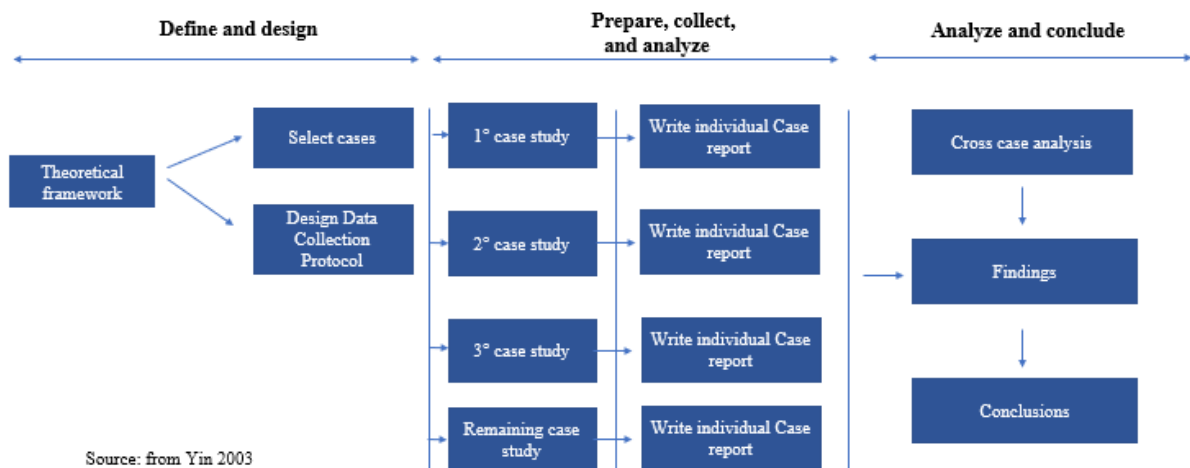 Define and design
Prepare, collect,
and analyze
Analyze and conclude
Theoretical
framework
Select cases
Design Data
Collection
Protocol
1° case study
Write individual Case
report
2° case study
Write individual Case
report
3° case study
Write individual Case
report
Remaining case
study
Write individual Case
report
Cross case analysis
Findings
Conclusions
Source: from Yin 2003